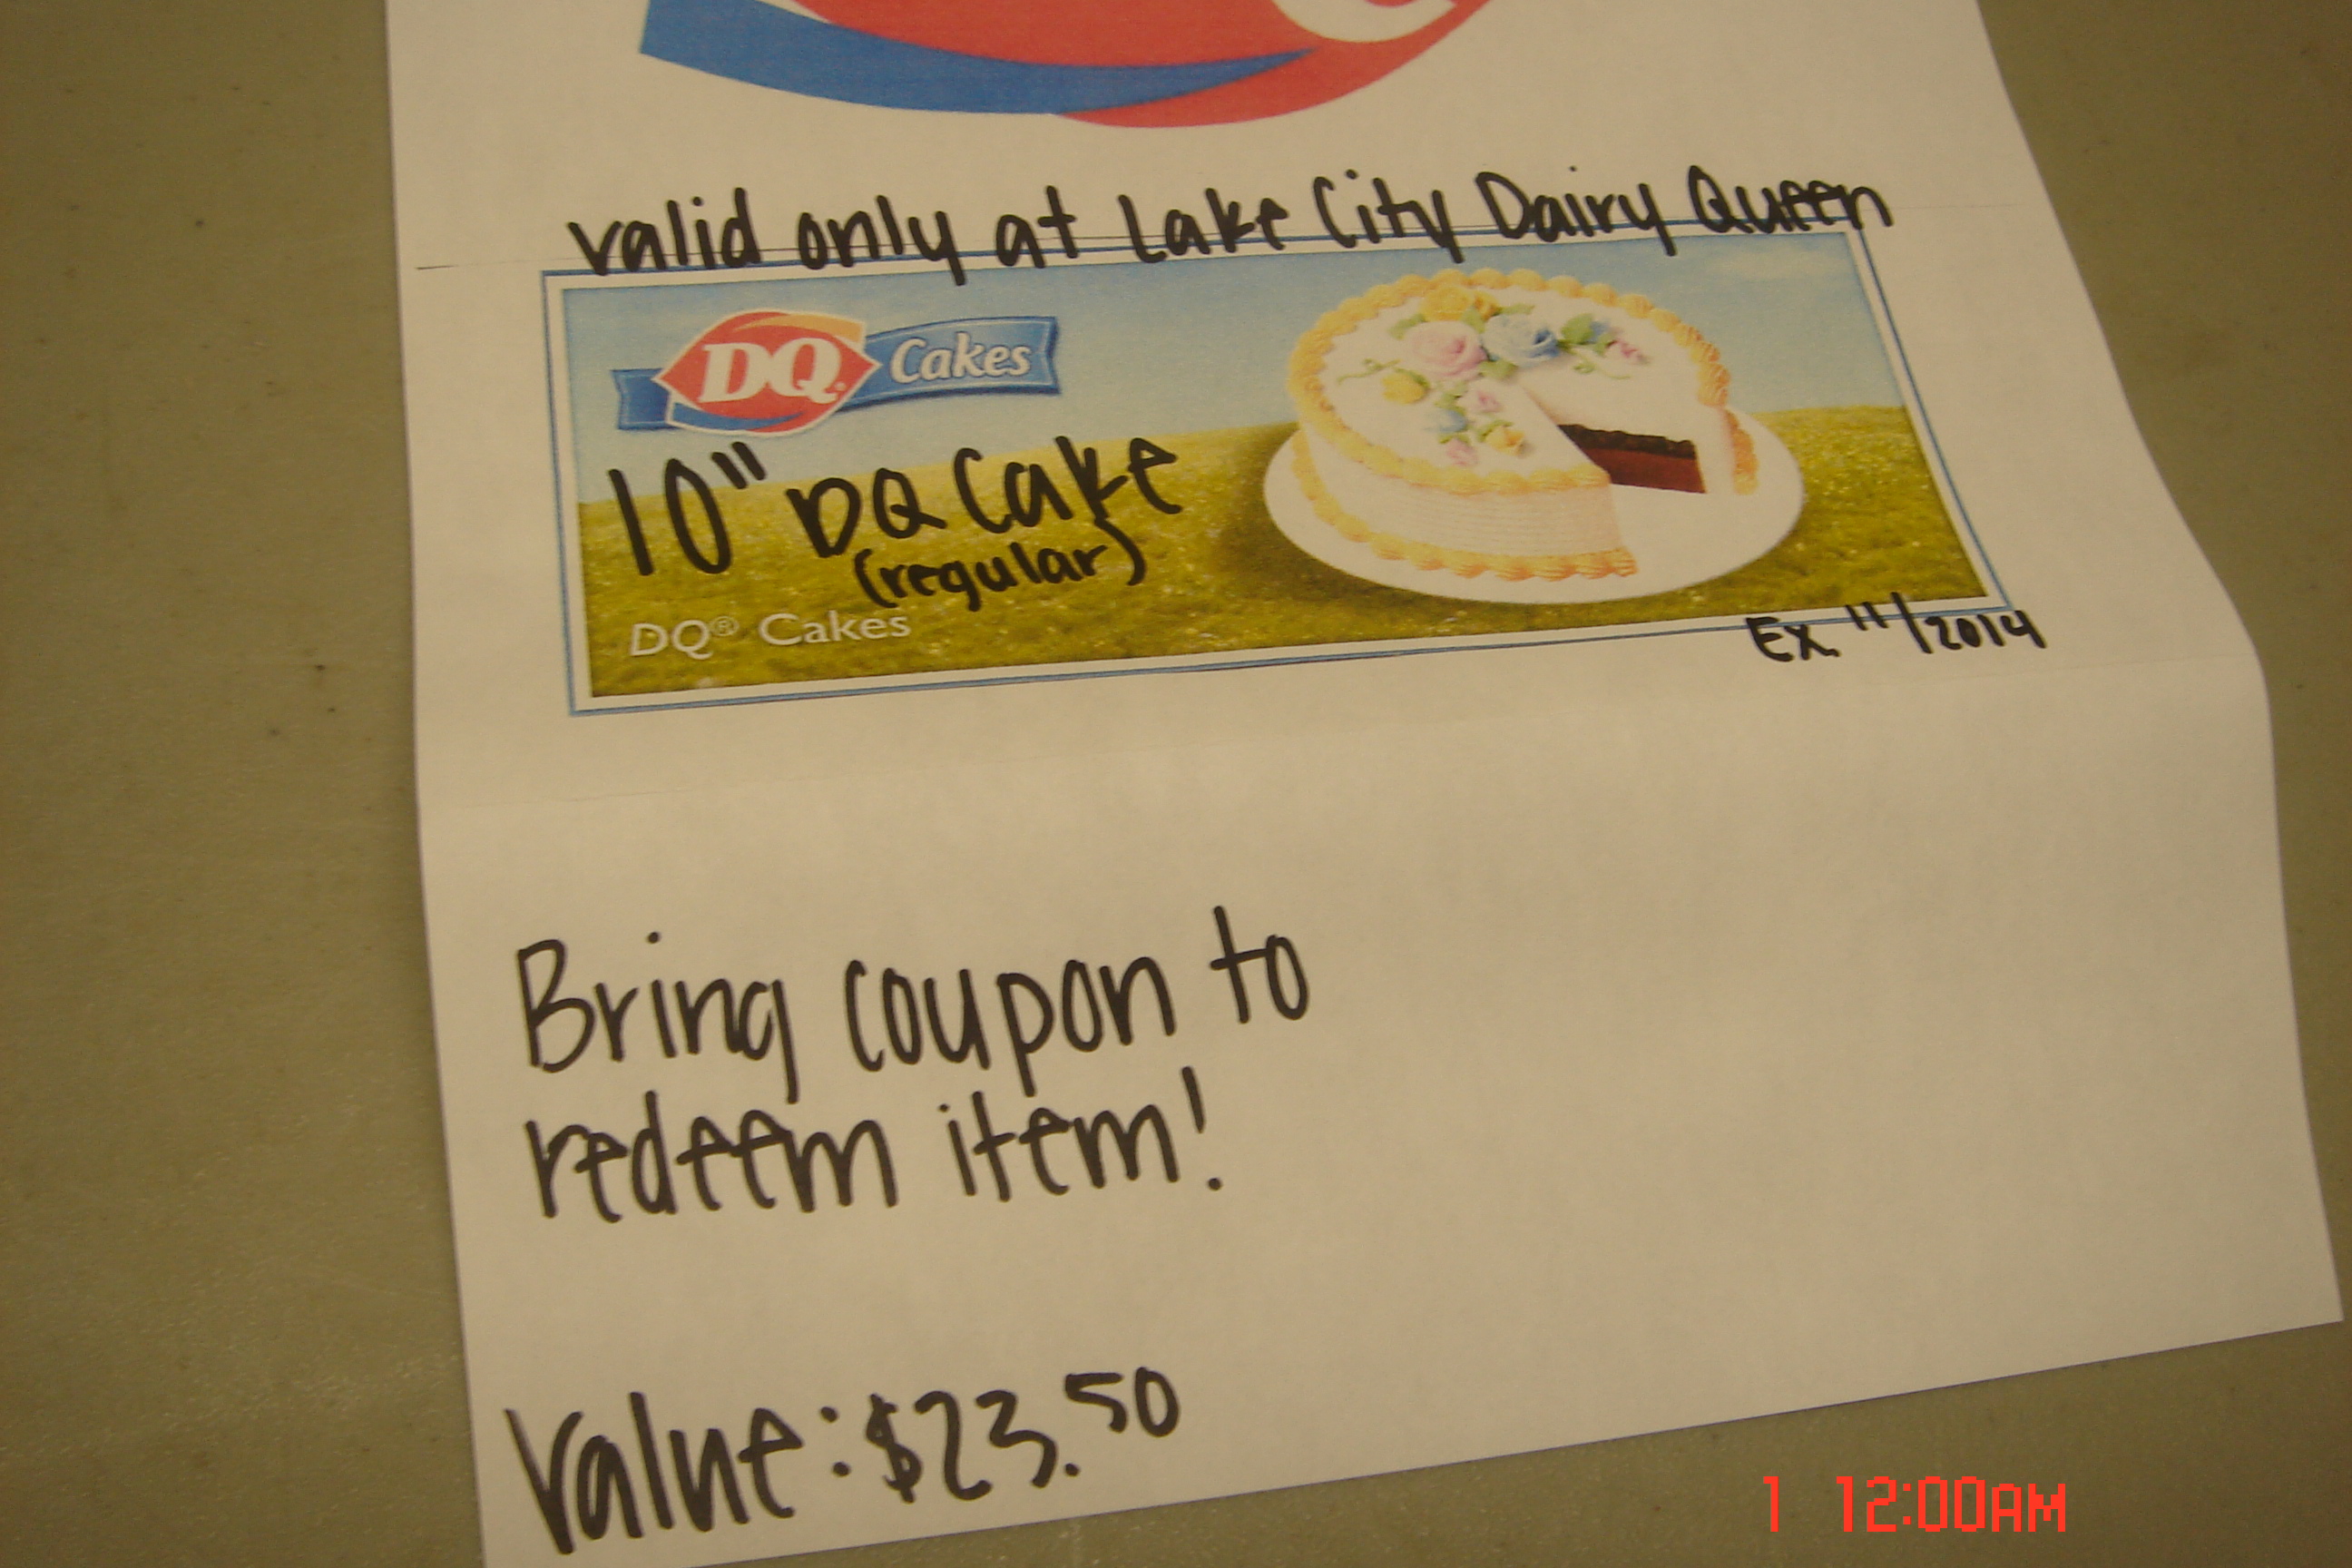 valid only at Lake City Dairy Queen
DQ® Cakes
10" DQ Cake
(regular)
DQ® Cakes
Ex. 11/2014
Bring coupon to
redeem item!
Value: $23.50
1 12:00AM